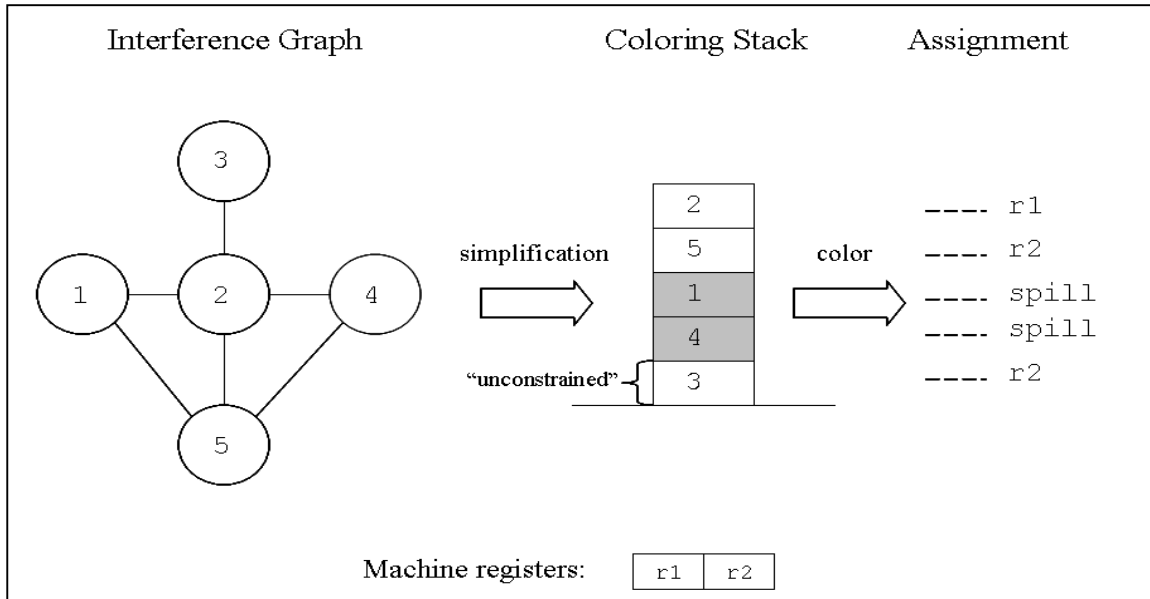 Interference Graph
Coloring Stack
Assignment
3
1
2
4
5
simplification
2
5
1
4
3
"unconstrained"
color
---- r1
---- r2
---- spill
---- spill
---- r2
Machine registers:
r1 r2